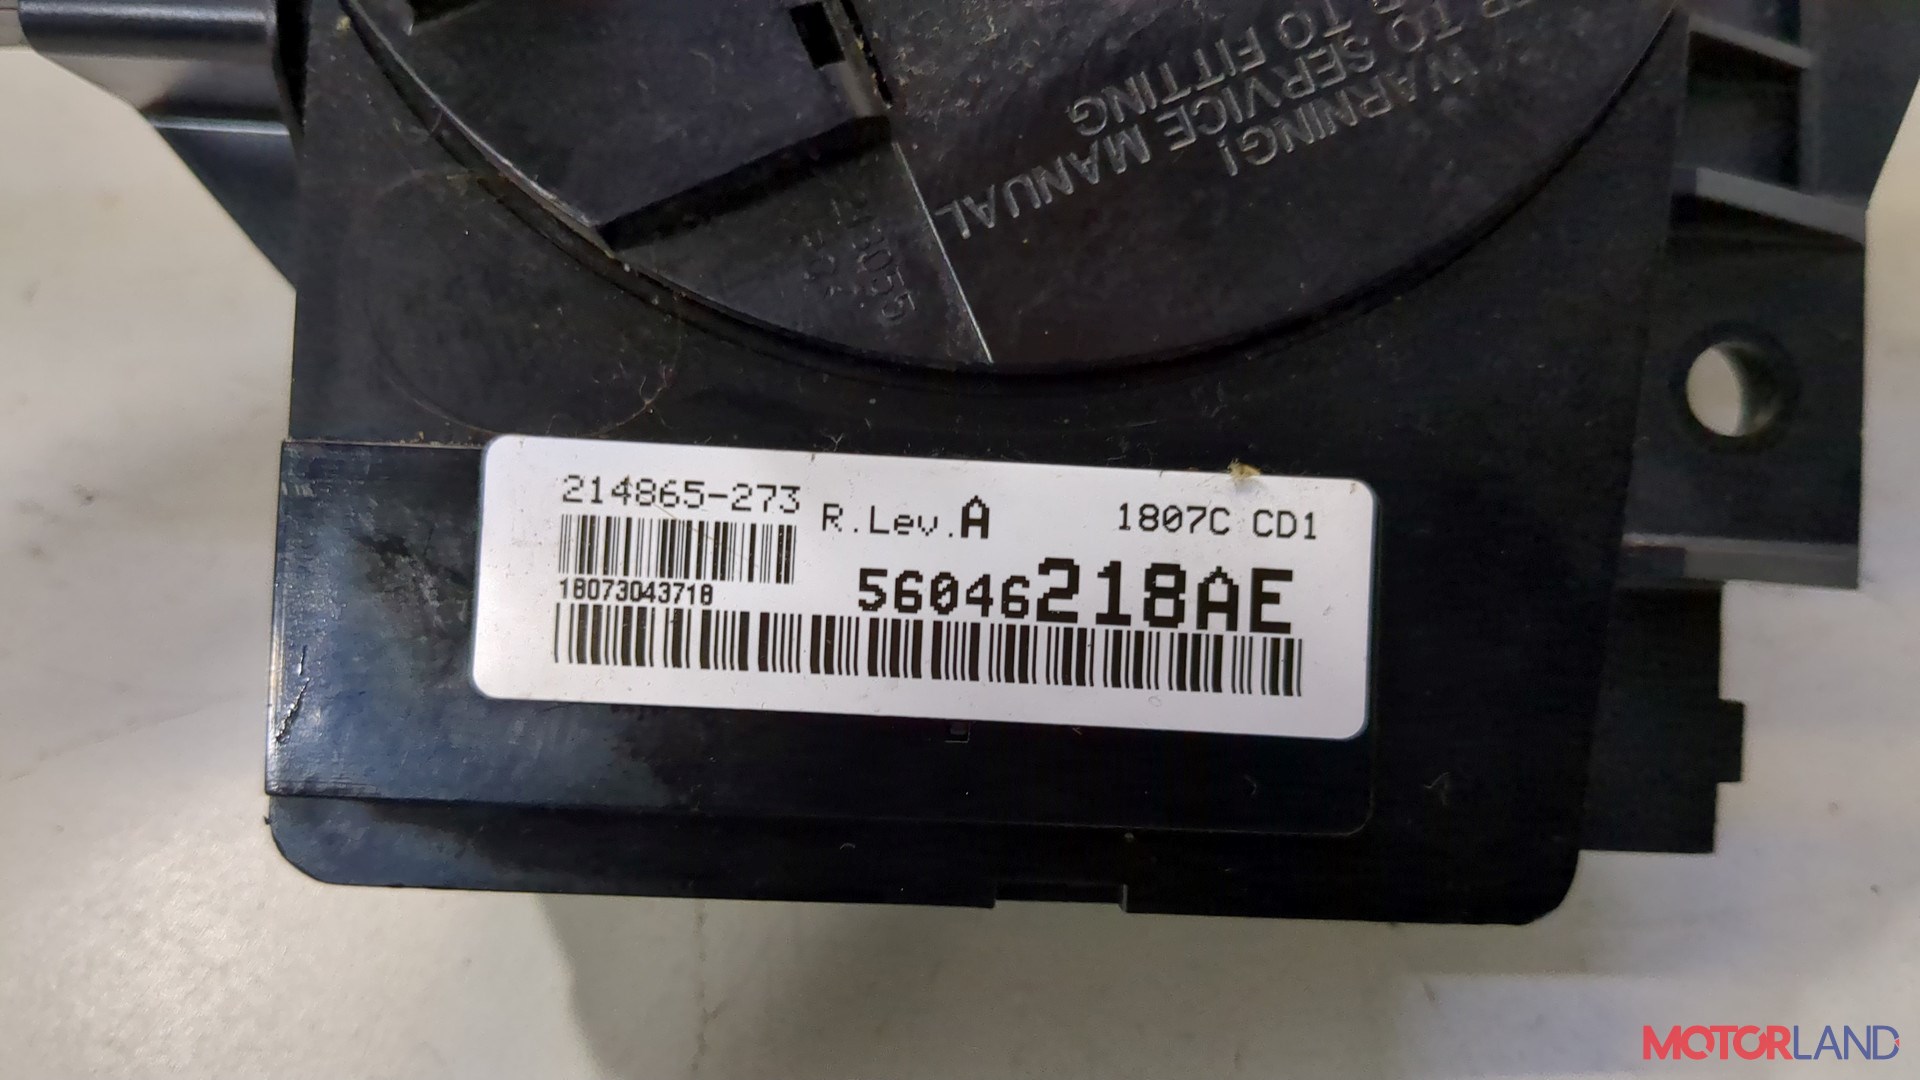 WARNING!
TO SERVICE MANUAL
TO FITTING
214865-273
R.Lev.A
1807C CD1
18073043718
56046218AE
MOTORLAND